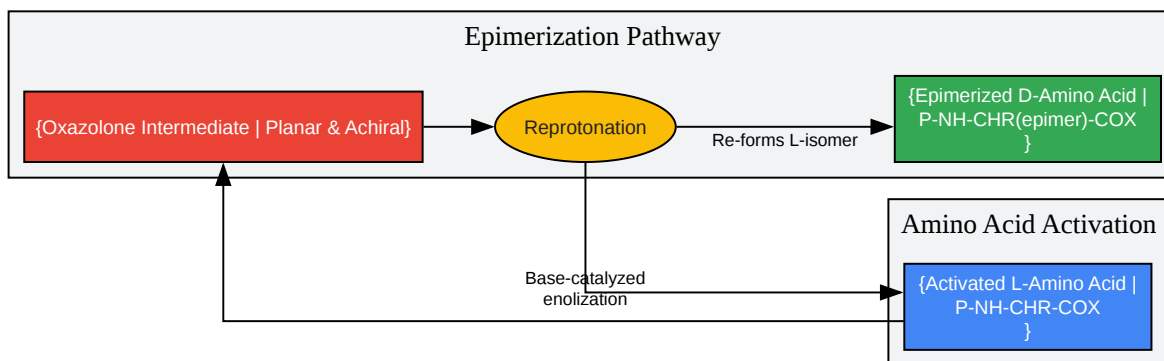 Epimerization Pathway
{Oxazolone Intermediate | Planar & Achiral}
Reprotonation
Re-forms L-isomer
{Epimerized D-Amino Acid |
P-NH-CHR(epimer)-COX
}
Amino Acid Activation
Base-catalyzed
enolization
{Activated L-Amino Acid |
P-NH-CHR-COX
}